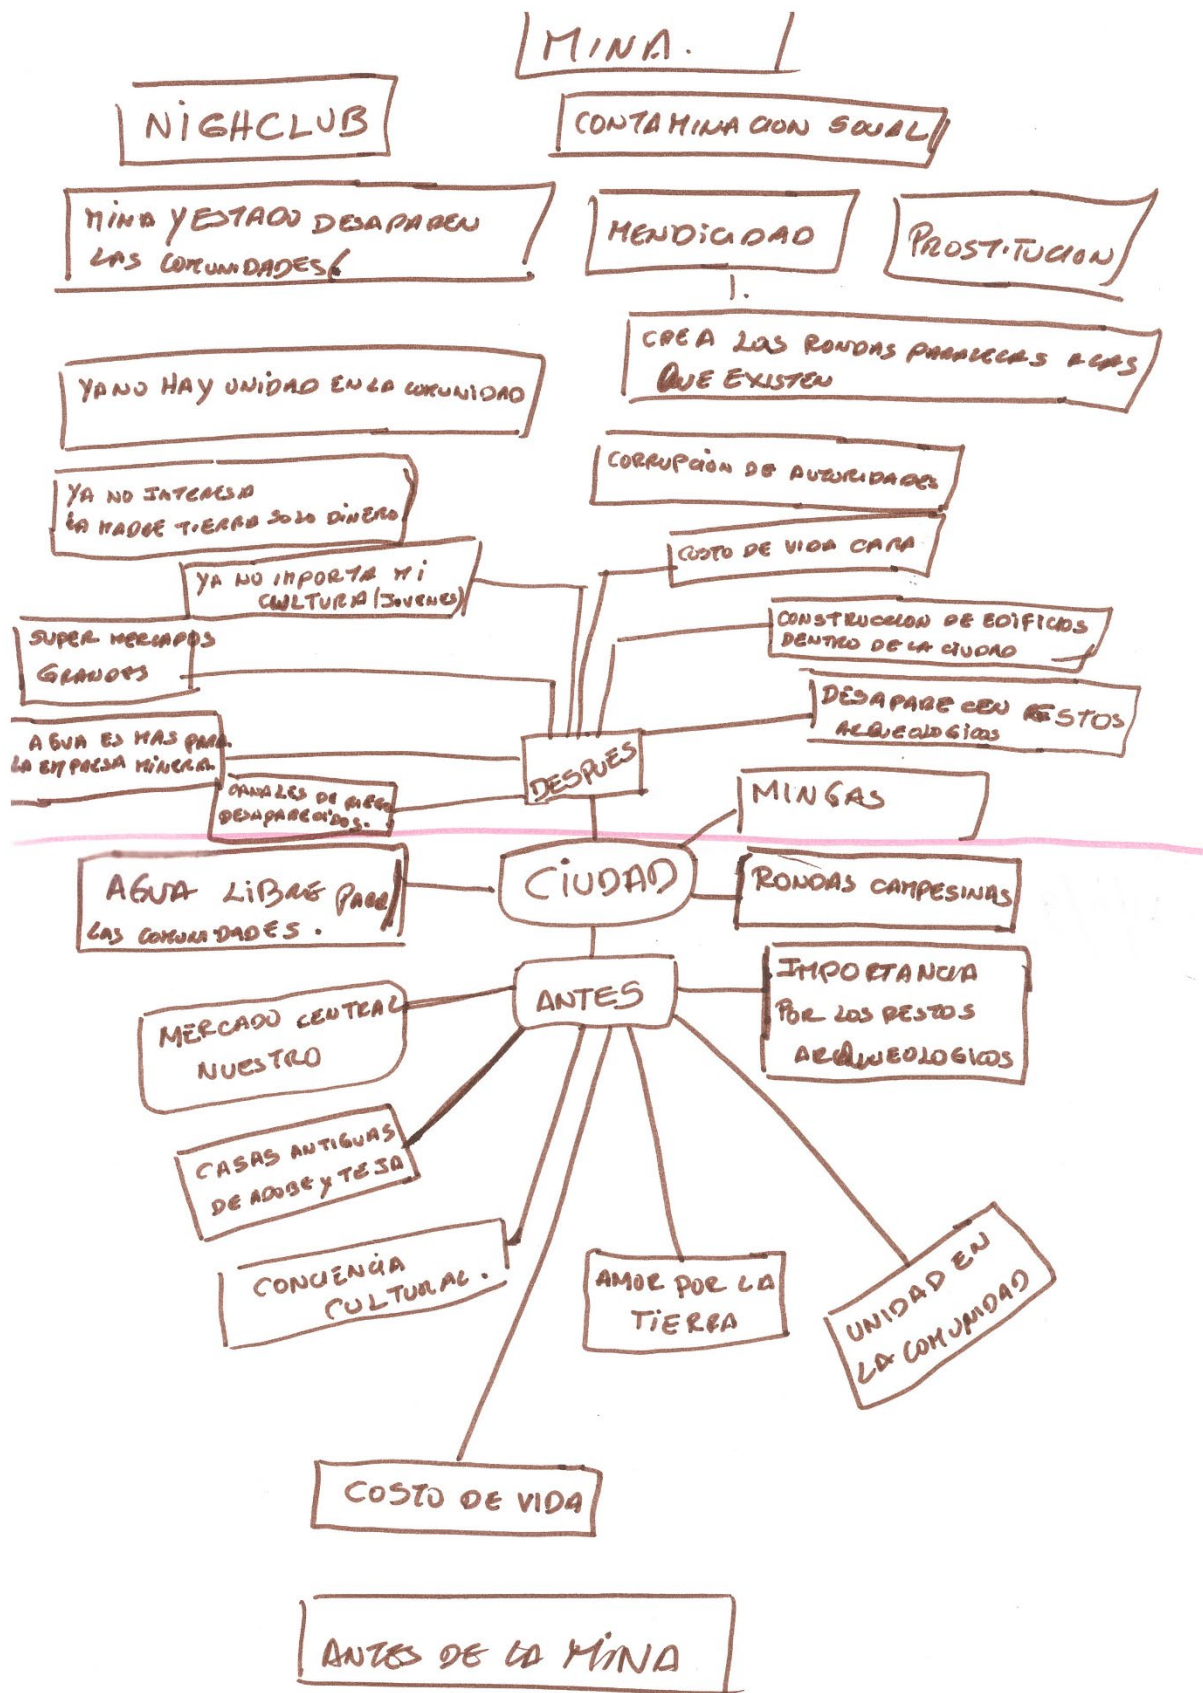 MINA.
NIGHCLUB
CONTAMINACION SOCIAL
MINA Y ESTADO DESAPAREN
LAS COMUNIDADES
MENDICIDAD
PROSTITUCION
1.
CREA LOS RONDAS PARALELAS A LAS
QUE EXISTEN
YA NO HAY UNIDAD EN LA COMUNIDAD
CORRUPCIÓN DE AUTORIDADES
YA NO INTERESA
LA MADRE TIERRA SOLO DINERO
COSTO DE VIDA CARA
YA NO IMPORTA MI
CULTURA (JOVENES)
CONSTRUCCION DE EDIFICIOS
DENTRO DE LA CIUDAD
SUPER MERCADOS
GRANDES
DESAPARECEN RESTOS
ARQUEOLOGICOS
AGUA ES MAS PARA
LA EMPRESA MINERA
DESPUES
CANALES DE RIEGO
DESAPARECIDOS.
MINGAS
CIUDAD
AGUA LIBRE PARA
LAS COMUNIDADES.
RONDAS CAMPESINAS
ANTES
IMPORTANCIA
POR LOS RESTOS
ARQUEOLOGICOS
MERCADO CENTRAL
NUESTRO
CASAS ANTIGUAS
DE ADOBE Y TEJA
CONCIENCIA
CULTURAL.
AMOR POR LA
TIERRA
UNIDAD EN
LA COMUNIDAD
COSTO DE VIDA
ANTES DE LA MINA